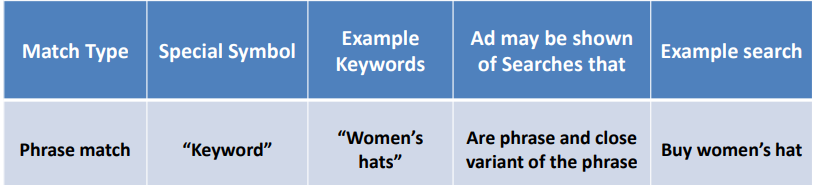 Match Type
Special Symbol
Example
Keywords
Ad may be shown
of Searches that
Example search
Phrase match
“Keyword”
“Women’s
hats”
Are phrase and close
variant of the phrase
Buy women’s hat